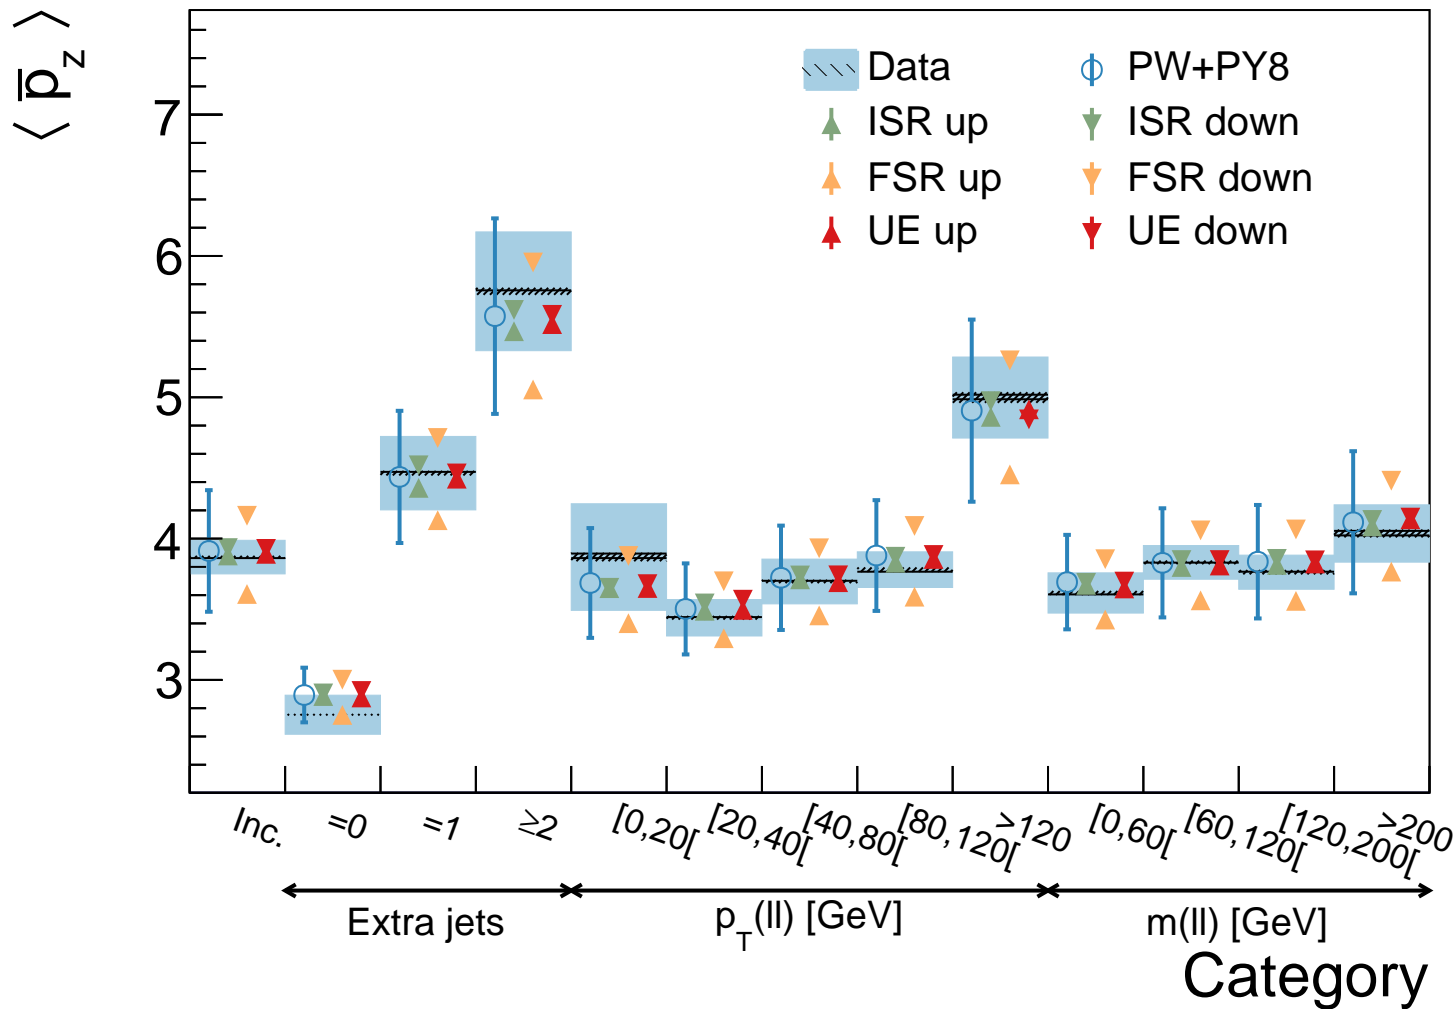 ⟨ p̅z ⟩
Data
PW+PY8
ISR up
ISR down
FSR up
FSR down
UE up
UE down
7
6
5
4
3
Inc.
=0
=1
≥2
[0,20[
[20,40[
[40,80[
[80,120[
>120
[0,60[
[60,120[
[120,200[
>200
Extra jets
pT(ll) [GeV]
m(ll) [GeV]
Category